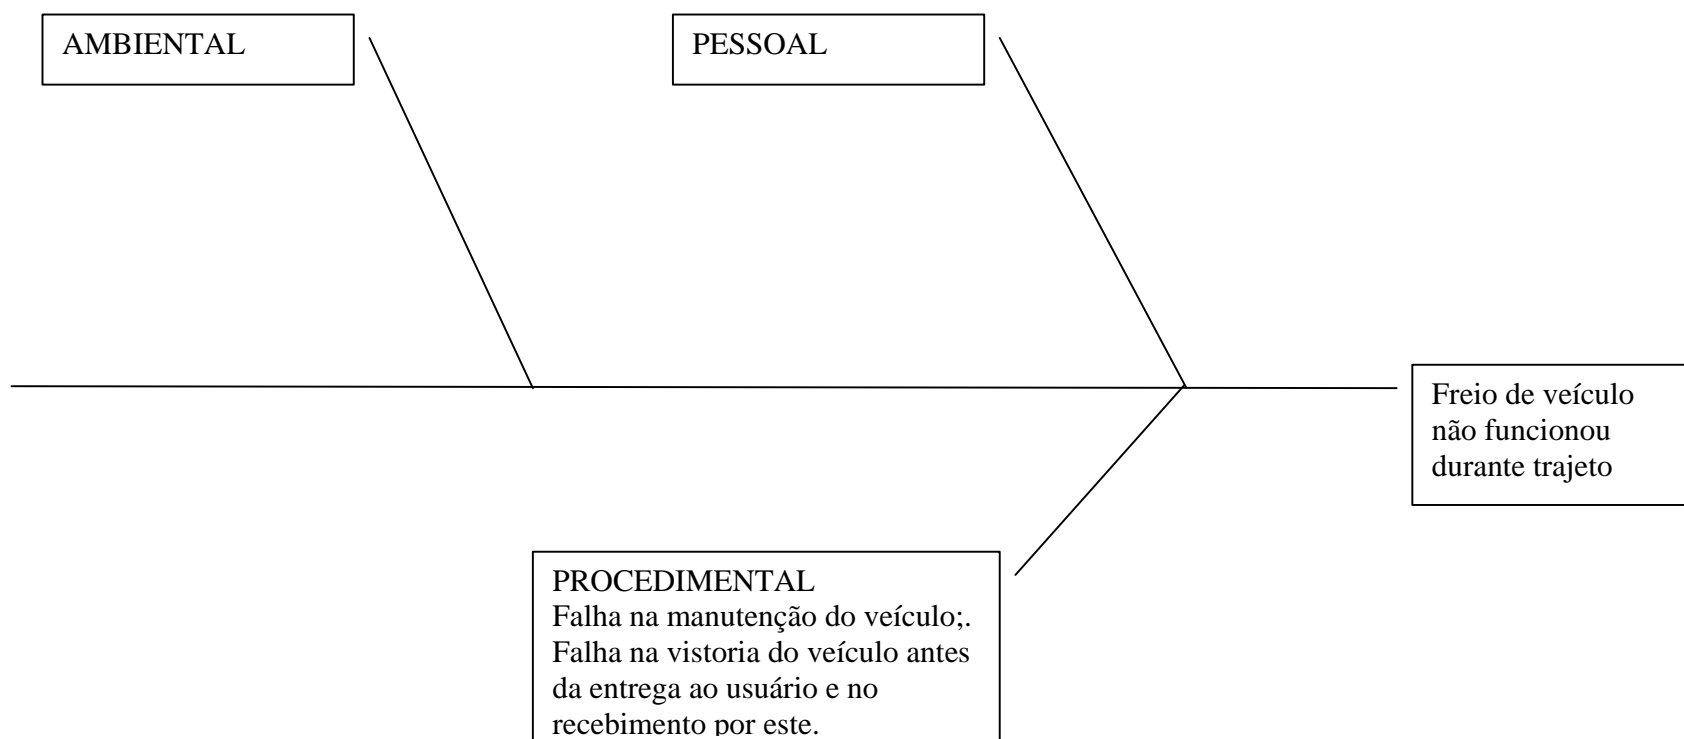 AMBIENTAL
PESSOAL
Freio de veículo
não funcionou
durante trajeto
PROCEDIMENTAL
Falha na manutenção do veículo;.
Falha na vistoria do veículo antes
da entrega ao usuário e no
recebimento por este.